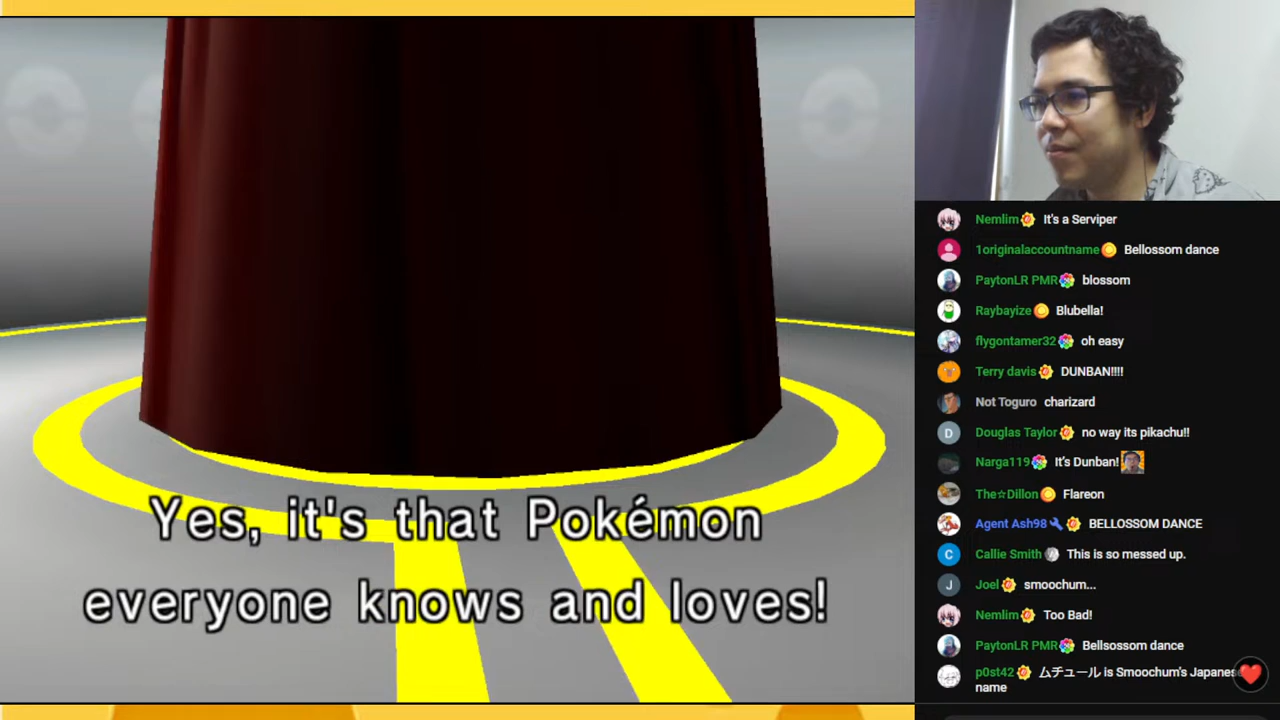 Yes, it's that Pokémon
everyone knows and loves!
Nemlim It's a Serviper
1originalaccountname Bellossom dance
PaytonLR PMR blossom
Raybayize Blubella!
flygontamer32 oh easy
Terry davis DUNBAN!!!!
Not Toguro charizard
D Douglas Taylor no way its pikachu!!
Narga119 It's Dunban!
The☆Dillon Flareon
Agent Ash98 BELLOSSOM DANCE
C Callie Smith This is so messed up.
J Joel smoochum...
Nemlim Too Bad!
PaytonLR PMR Bellsossom dance
p0st42 ムチュール is Smoochum's Japanese
name